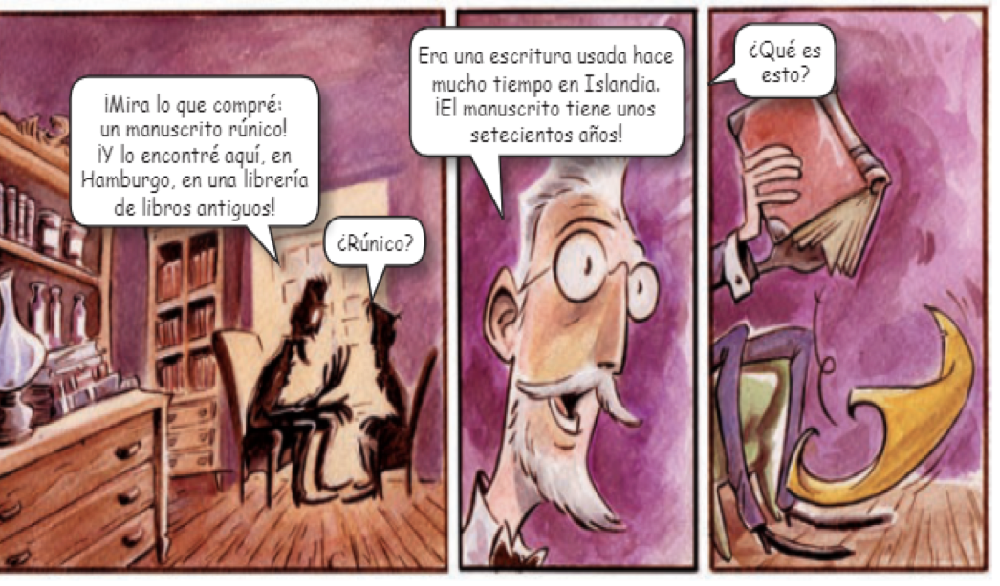 ¡Mira lo que compré:
un manuscrito rúnico!
¡Y lo encontré aquí, en
Hamburgo, en una librería
de libros antiguos!
¿Rúnico?
Era una escritura usada hace
mucho tiempo en Islandia.
¡El manuscrito tiene unos
setecientos años!
¿Qué es
esto?